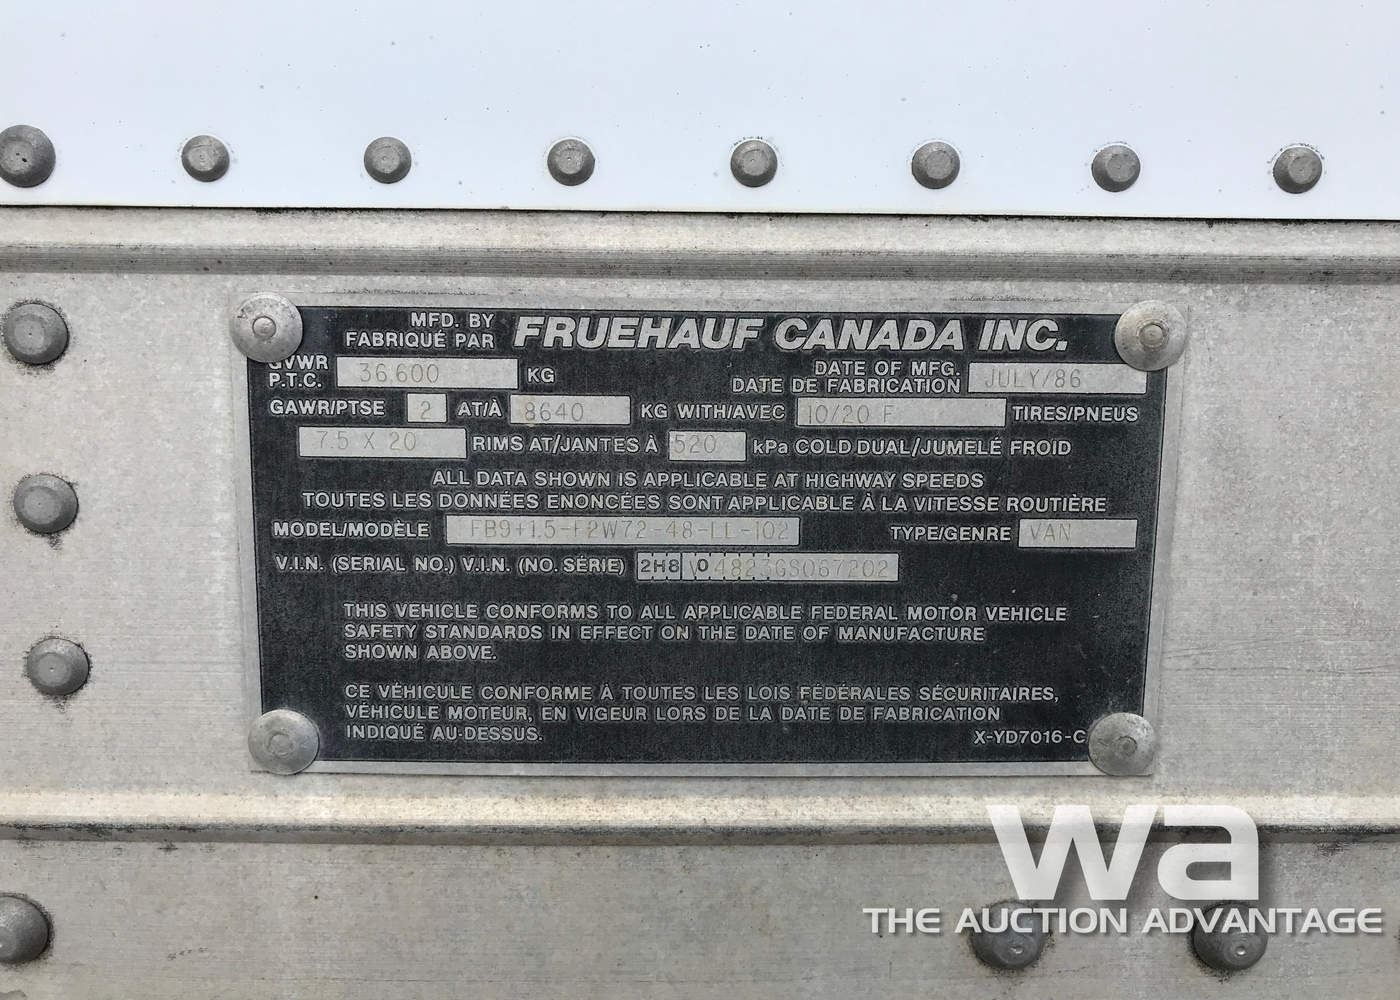 MFD. BY
FABRIQUÉ PAR FRUEHAUF CANADA INC.
GVWR
P.T.C. 36,600 KG DATE OF MFG.
DATE DE FABRICATION JULY/86
GAWR/PTSE 2 AT/À 8640 KG WITH/AVEC 10/20 F TIRES/PNEUS
7.5 X 20 RIMS AT/JANTES À 520 kPa COLD DUAL/JUMELÉ FROID
ALL DATA SHOWN IS APPLICABLE AT HIGHWAY SPEEDS
TOUTES LES DONNÉES ENONCÉES SONT APPLICABLE À LA VITESSE ROUTIÈRE
MODEL/MODÈLE TYPE/GENRE VAN
V.I.N. (SERIAL NO.) V.I.N. (NO. SÉRIE) 2H8 V04823GS067202
THIS VEHICLE CONFORMS TO ALL APPLICABLE FEDERAL MOTOR VEHICLE
SAFETY STANDARDS IN EFFECT ON THE DATE OF MANUFACTURE
SHOWN ABOVE.
CE VÉHICULE CONFORME À TOUTES LES LOIS FÉDÉRALES SÉCURITAIRES,
VÉHICULE MOTEUR, EN VIGEUR LORS DE LA DATE DE FABRICATION
INDIQUÉ AU-DESSUS.
X-YD7016-C
wa
THE AUCTION ADVANTAGE